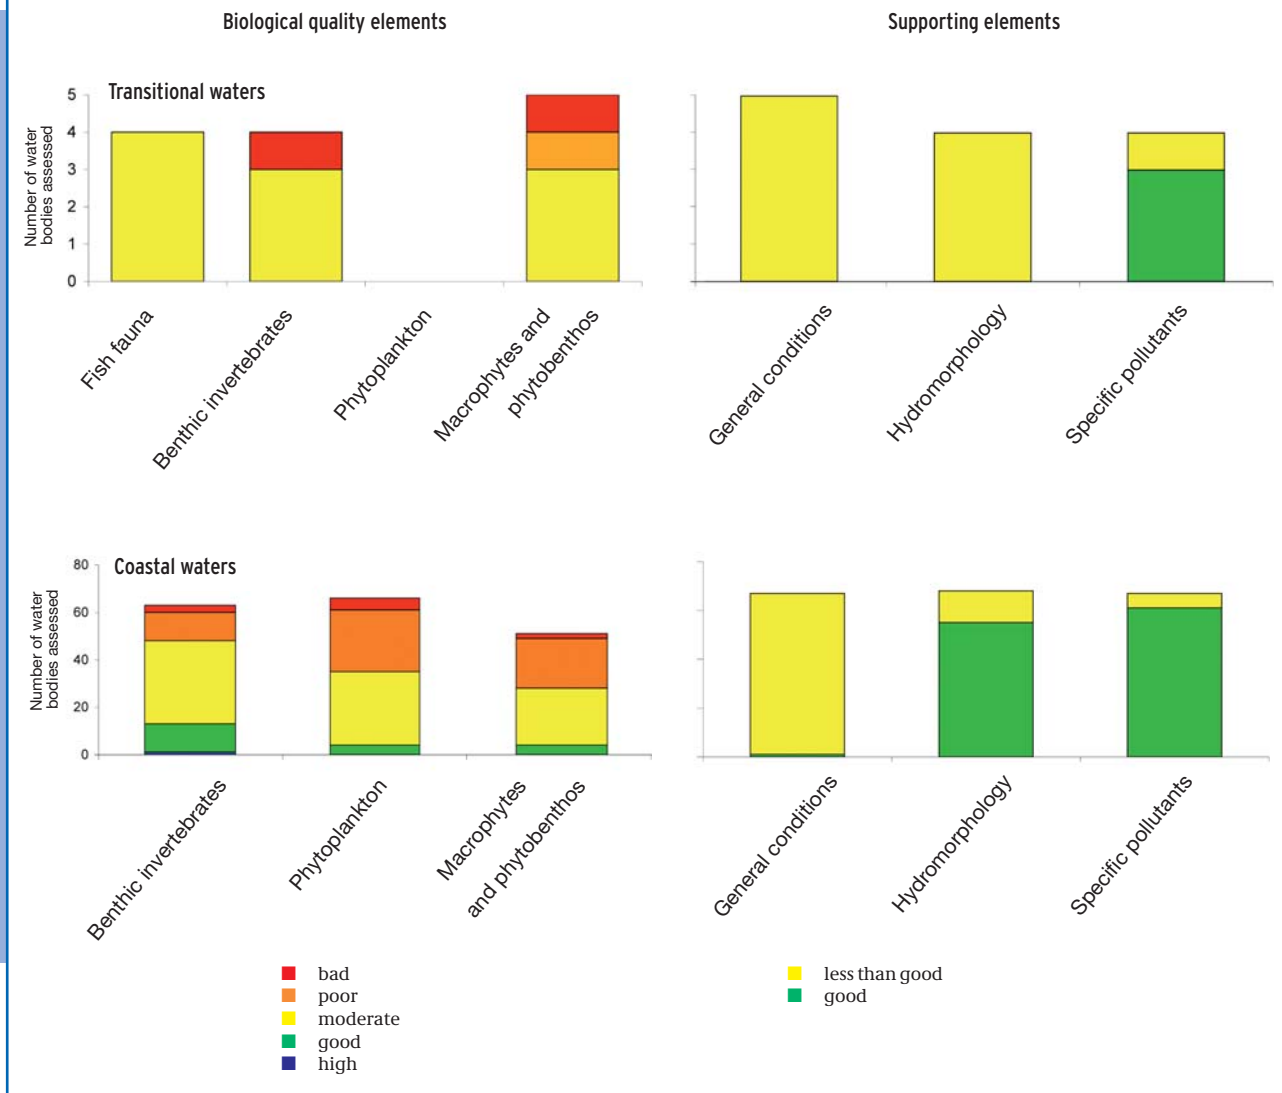 Biological quality elements
Supporting elements
Transitional waters
Number of water
bodies assessed
5
4
3
2
1
0
Fish fauna
Benthic invertebrates
Phytoplankton
Macrophytes and
phytobenthos
General conditions
Hydromorphology
Specific pollutants
Coastal waters
Number of water
bodies assessed
80
60
40
20
0
Benthic invertebrates
Phytoplankton
Macrophytes
and phytobenthos
General conditions
Hydromorphology
Specific pollutants
bad
poor
moderate
good
high
less than good
good